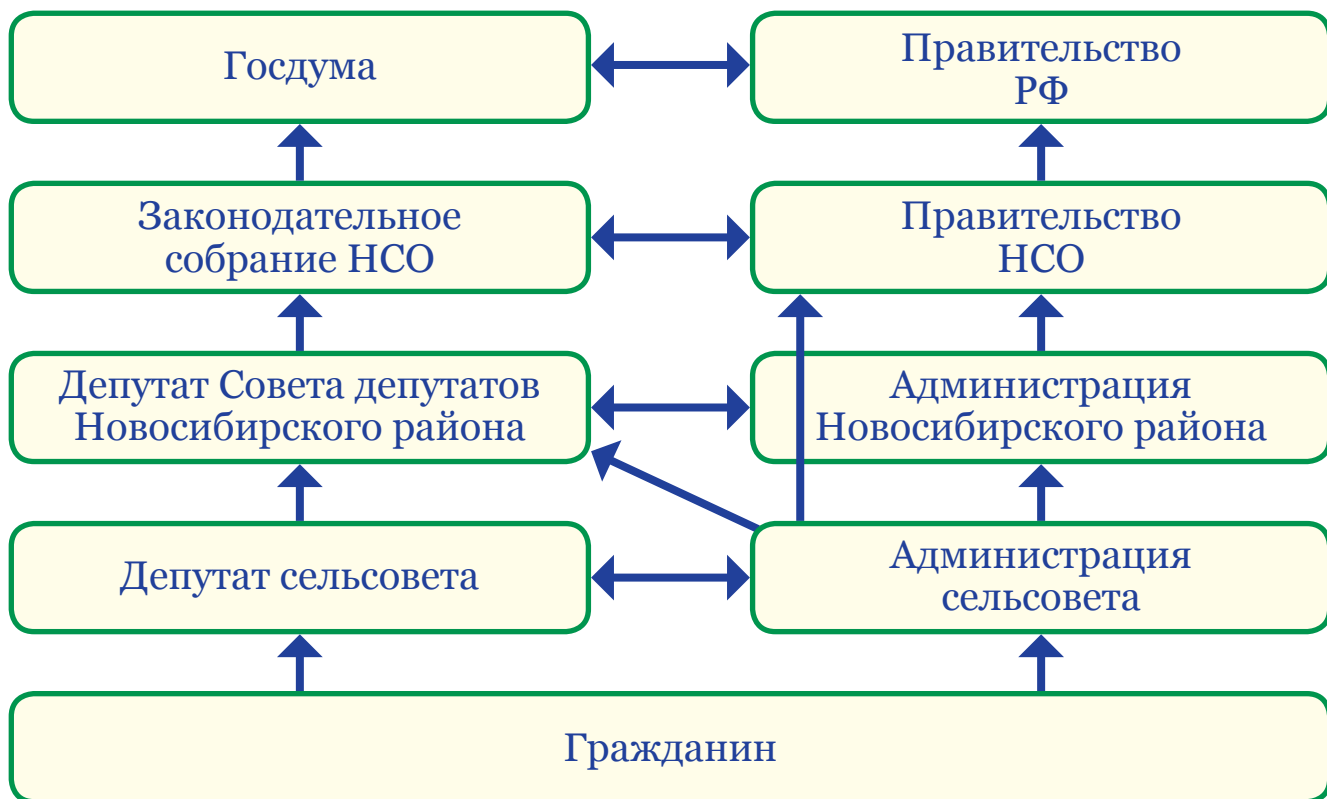 Госдума
Правительство
РФ
Законодательное
собрание НСО
Правительство
НСО
Депутат Совета депутатов
Новосибирского района
Администрация
Новосибирского района
Депутат сельсовета
Администрация
сельсовета
Гражданин